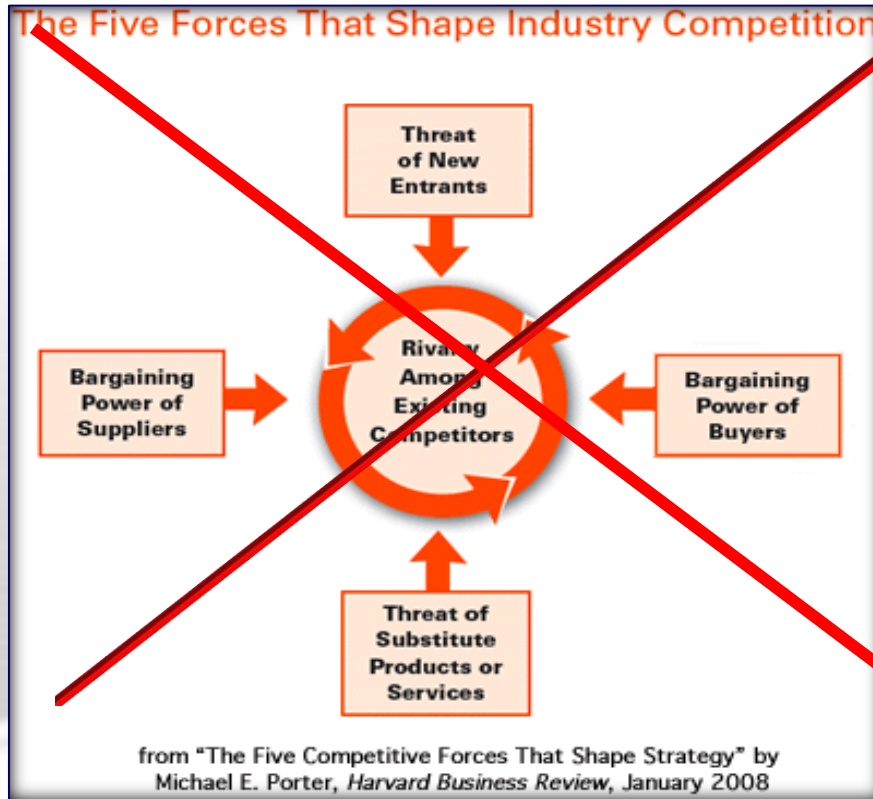 The Five Forces That Shape Industry Competition
Threat
of New
Entrants
Bargaining
Power of
Suppliers
Rivalry
Among
Existing
Competitors
Bargaining
Power of
Buyers
Threat of
Substitute
Products or
Services
from “The Five Competitive Forces That Shape Strategy” by
Michael E. Porter, Harvard Business Review, January 2008